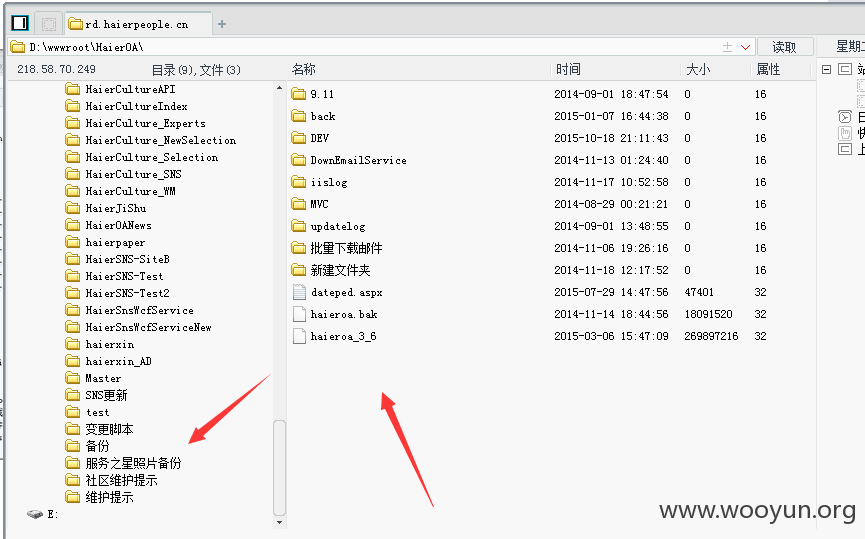 rd.haierpeople.cn
D:\wwwroot\HaierOA\ 读取 星期二
218.58.70.249 目录(9),文件(3) 名称 时间 大小 属性
HaierCultureAPI
HaierCultureIndex
HaierCulture_Experts
HaierCulture_NewSelection
HaierCulture_Selection
HaierCulture_SNS
HaierCulture_WM
HaierJiShu
HaierOANews
hairpaper
HaierSNS-SiteB
HaierSNS-Test
HaierSNS-Test2
HaierSnsWcfService
HaierSnsWcfServiceNew
haierxin
haierxin_AD
Master
SNS更新
test
变更脚本
备份
服务之星照片备份
社区维护提示
维护提示
E:
9.11 2014-09-01 18:47:54 0 16
back 2015-01-07 16:44:38 0 16
DEV 2015-10-18 21:11:43 0 16
DownEmailService 2014-11-13 01:24:40 0 16
iislog 2014-11-17 10:52:58 0 16
MVC 2014-08-29 00:21:21 0 16
updatelog 2014-09-01 13:48:55 0 16
批量下载邮件 2014-11-06 19:26:16 0 16
新建文件夹 2014-11-18 12:17:52 0 16
dateped.aspx 2015-07-29 14:47:56 47401 32
haieroa.bak 2014-11-14 18:44:56 18091520 32
haieroa_3_6 2015-03-06 15:47:09 269897216 32
www.wooyun.org